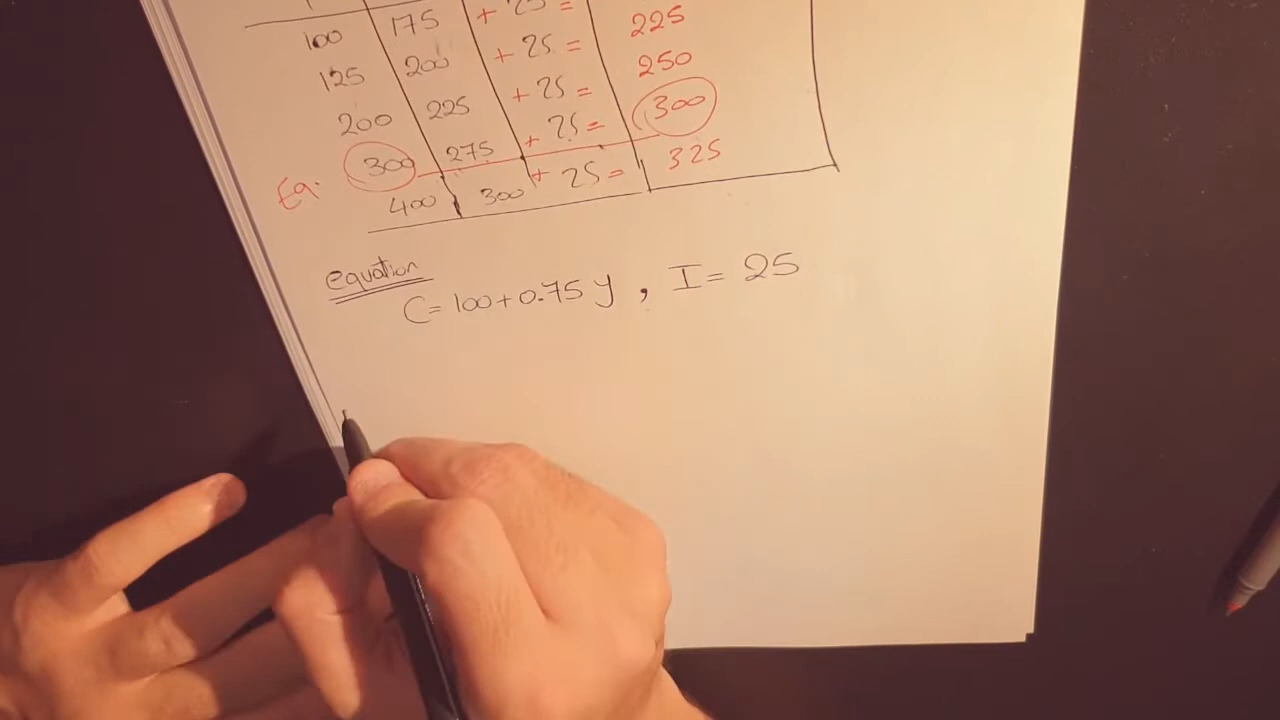 100 175 + 25 = 225
125 200 + 25 = 250
200 225 + 25 = 300
Eq. 300 275 + 25 = 325
400 300 + 25 =
equation
C= 100+0.75 y , I= 25